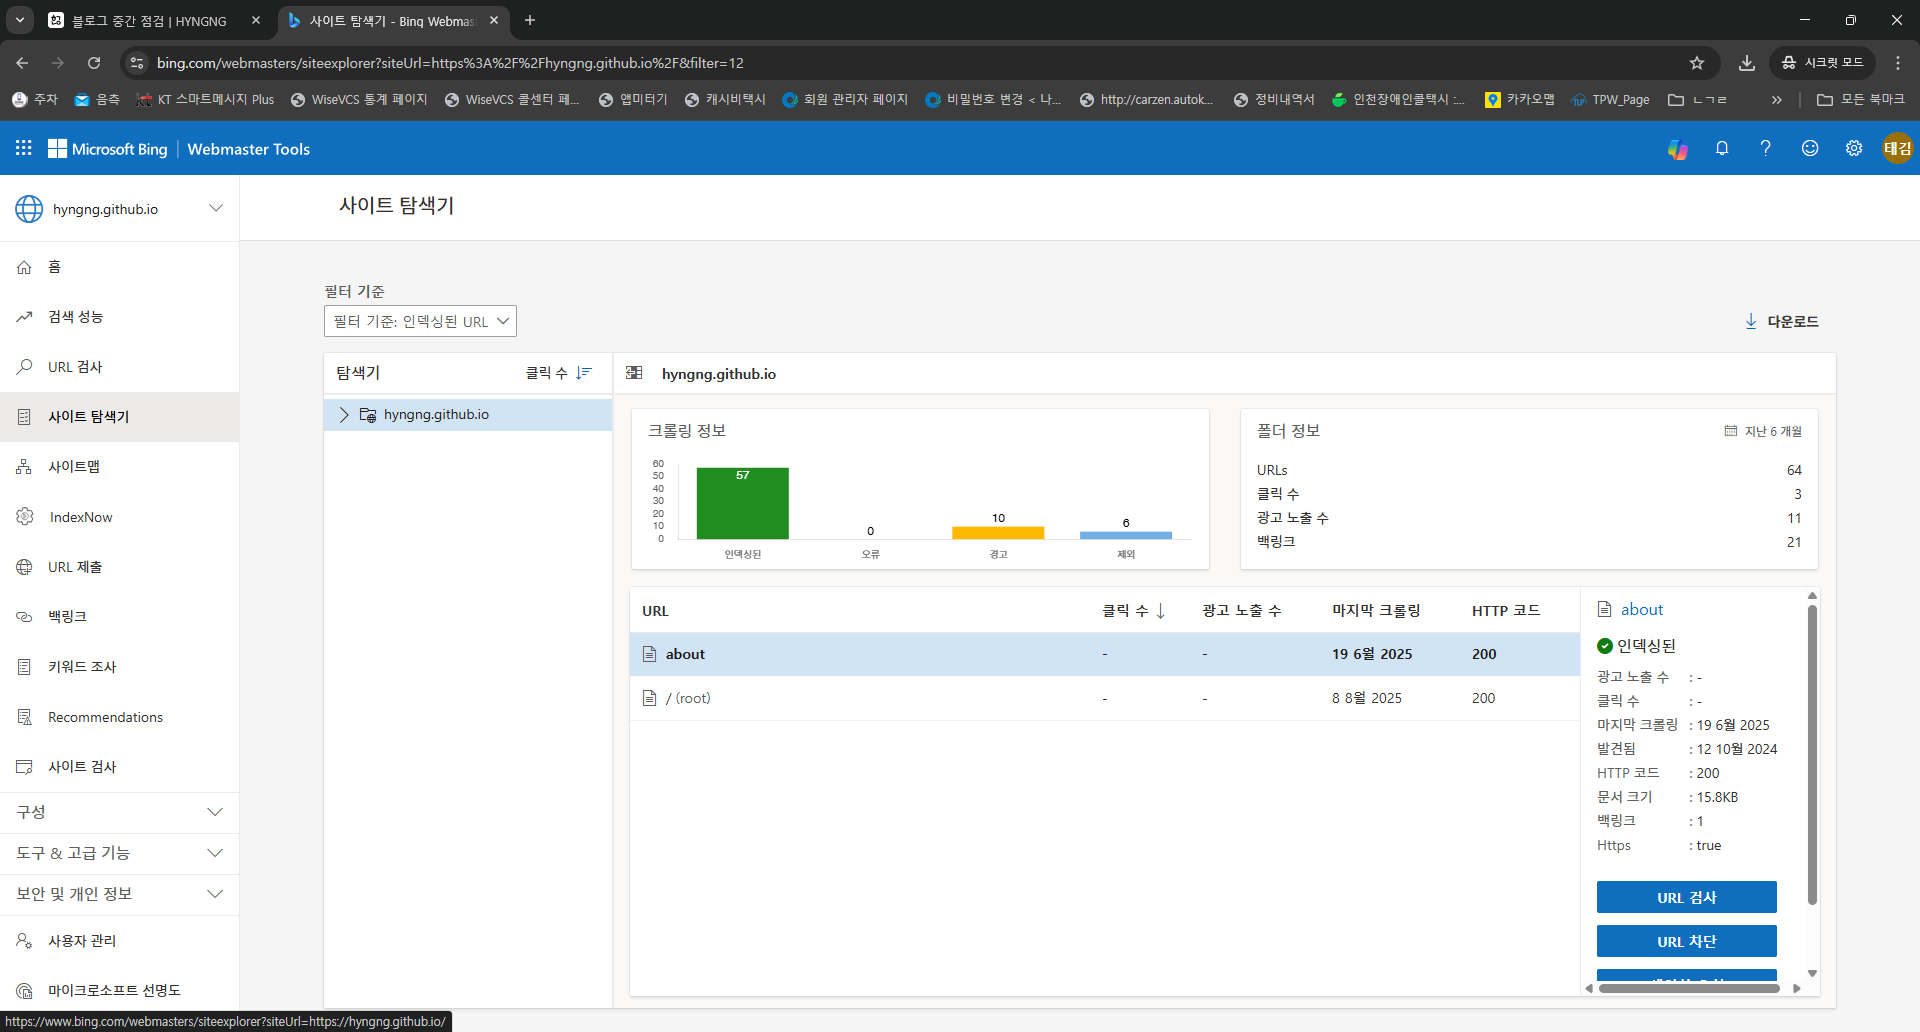 블로그 중간 점검 | HYNGNG
사이트 탐색기 - Bing Webmas
bing.com/webmasters/siteexplorer?siteUrl=https%3A%2F%2Fhyngng.github.io%2F&filter=12
시크릿 모드
주차
음측
KT 스마트메시지 Plus
WiseVCS 통계 페이지
WiseVCS 콜센터 페...
앱미터기
캐시비택시
회원 관리자 페이지
비밀번호 변경 < 나...
http://carzen.autok...
정비내역서
인천장애인콜택시 :...
카카오맵
TPW_Page
ㄴㄱㄹ
모든 북마크
Microsoft Bing
Webmaster Tools
태김
hyngng.github.io
사이트 탐색기
홈
검색 성능
URL 검사
사이트 탐색기
사이트맵
IndexNow
URL 제출
백링크
키워드 조사
Recommendations
사이트 검사
구성
도구 & 고급 기능
보안 및 개인 정보
사용자 관리
마이크로소프트 선명도
필터 기준
필터 기준: 인덱싱된 URL
다운로드
탐색기
클릭 수
hyngng.github.io
hyngng.github.io
크롤링 정보
60
50
40
30
20
10
0
57
0
10
6
인덱싱된
오류
경고
제외
폴더 정보
지난 6 개월
URLs 64
클릭 수 3
광고 노출 수 11
백링크 21
URL 클릭 수 광고 노출 수 마지막 크롤링 HTTP 코드
about - - 19 6월 2025 200
/ (root) - - 8 8월 2025 200
about
인덱싱된
광고 노출 수 : -
클릭 수 : -
마지막 크롤링 : 19 6월 2025
발견됨 : 12 10월 2024
HTTP 코드 : 200
문서 크기 : 15.8KB
백링크 : 1
Https : true
URL 검사
URL 차단
https://www.bing.com/webmasters/siteexplorer?siteUrl=https://hyngng.github.io/